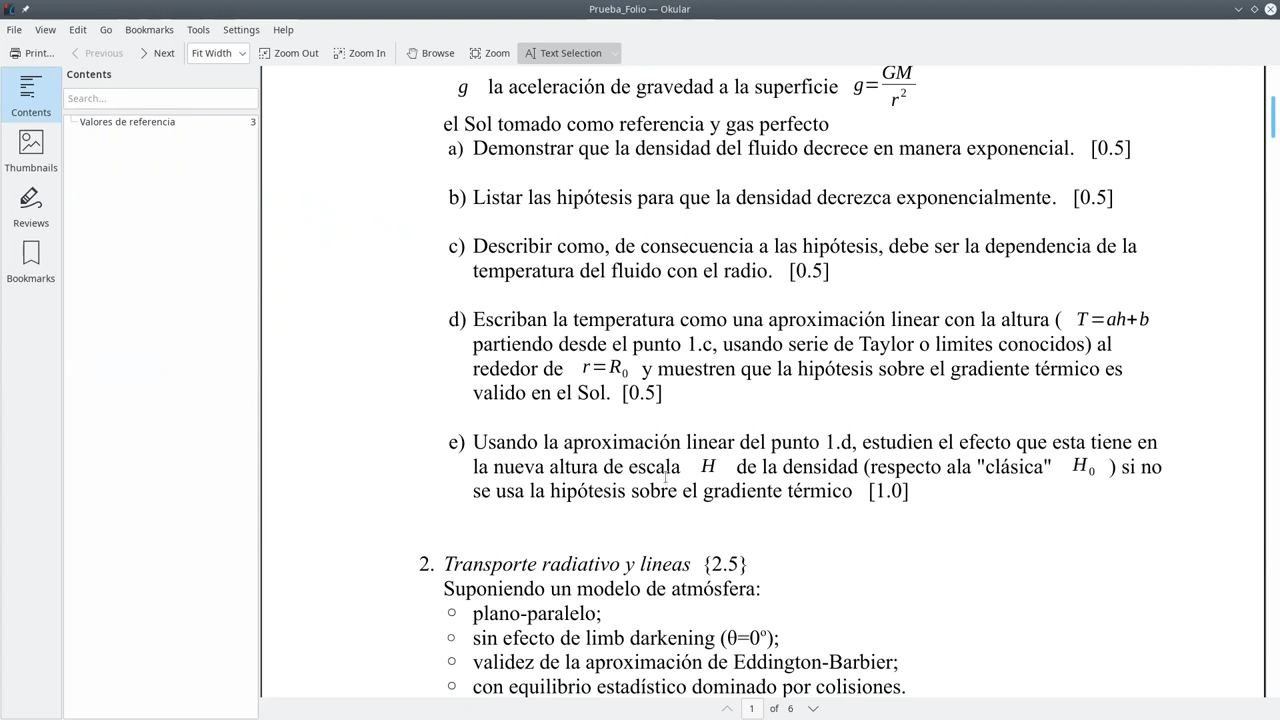 Prueba_Folio — Okular
File View Edit Go Bookmarks Tools Settings Help
Print... Previous Next Fit Width Zoom Out Zoom In Browse Zoom Text Selection
Contents
Search...
Valores de referencia 3
Contents
Thumbnails
Reviews
Bookmarks
g la aceleración de gravedad a la superficie g=GM/r²
el Sol tomado como referencia y gas perfecto
a) Demonstrar que la densidad del fluido decrece en manera exponencial. [0.5]
b) Listar las hipótesis para que la densidad decrezca exponencialmente. [0.5]
c) Describir como, de consecuencia a las hipótesis, debe ser la dependencia de la
temperatura del fluido con el radio. [0.5]
d) Escriban la temperatura como una aproximación linear con la altura ( T=ah+b
partiendo desde el punto 1.c, usando serie de Taylor o limites conocidos) al
rededor de r=R₀ y muestren que la hipótesis sobre el gradiente térmico es
valido en el Sol. [0.5]
e) Usando la aproximación linear del punto 1.d, estudien el efecto que esta tiene en
la nueva altura de escala H de la densidad (respecto ala "clásica" H₀ ) si no
se usa la hipótesis sobre el gradiente térmico [1.0]
2. Transporte radiativo y lineas {2.5}
Suponiendo un modelo de atmósfera:
○ plano-paralelo;
○ sin efecto de limb darkening (θ=0º);
○ validez de la aproximación de Eddington-Barbier;
○ con equilibrio estadístico dominado por colisiones.
1 of 6